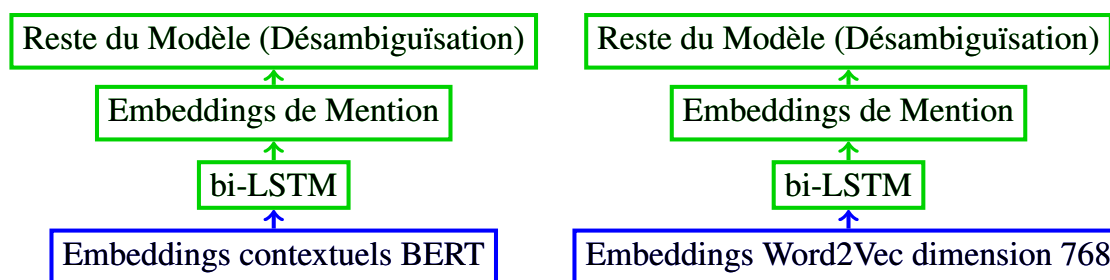 Reste du Modèle (Désambiguïsation)
Embeddings de Mention
bi-LSTM
Embeddings contextuels BERT
Reste du Modèle (Désambiguïsation)
Embeddings de Mention
bi-LSTM
Embeddings Word2Vec dimension 768